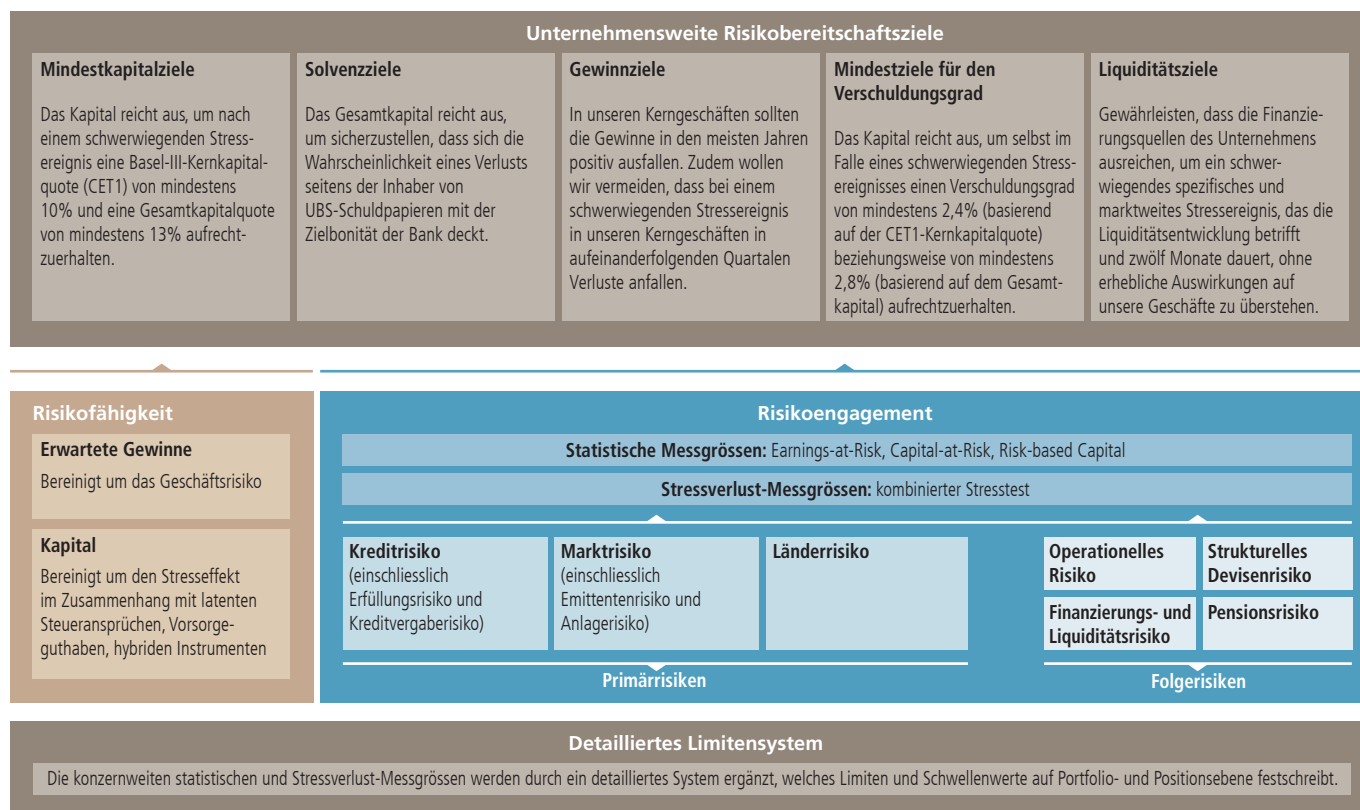 Unternehmensweite Risikobereitschaftsziele
Mindestkapitalziele
Das Kapital reicht aus, um nach
einem schwerwiegenden Stress-
ereignis eine Basel-III-Kernkapital-
quote (CET1) von mindestens
10% und eine Gesamtkapitalquote
von mindestens 13% aufrecht-
zuerhalten.
Solvenzziele
Das Gesamtkapital reicht aus,
um sicherzustellen, dass sich die
Wahrscheinlichkeit eines Verlusts
seitens der Inhaber von
UBS-Schuldpapieren mit der
Zielbonität der Bank deckt.
Gewinnziele
In unseren Kerngeschäften sollten
die Gewinne in den meisten Jahren
positiv ausfallen. Zudem wollen
wir vermeiden, dass bei einem
schwerwiegenden Stressereignis
in unseren Kerngeschäften in
aufeinanderfolgenden Quartalen
Verluste anfallen.
Mindestziele für den
Verschuldungsgrad
Das Kapital reicht aus, um selbst im
Falle eines schwerwiegenden Stress-
ereignisses einen Verschuldungsgrad
von mindestens 2,4% (basierend
auf der CET1-Kernkapitalquote)
beziehungsweise von mindestens
2,8% (basierend auf dem Gesamt-
kapital) aufrechtzuerhalten.
Liquiditätsziele
Gewährleisten, dass die Finanzie-
rungsquellen des Unternehmens
ausreichen, um ein schwer-
wiegendes spezifisches und
marktweites Stressereignis, das die
Liquiditätsentwicklung betrifft
und zwölf Monate dauert, ohne
erhebliche Auswirkungen auf
unsere Geschäfte zu überstehen.
Risikofähigkeit
Erwartete Gewinne
Bereinigt um das Geschäftsrisiko
Kapital
Bereinigt um den Stresseffekt
im Zusammenhang mit latenten
Steueransprüchen, Vorsorge-
guthaben, hybriden Instrumenten
Risikoengagement
Statistische Messgrössen: Earnings-at-Risk, Capital-at-Risk, Risk-based Capital
Stressverlust-Messgrössen: kombinierter Stresstest
Kreditrisiko
(einschliesslich
Erfüllungsrisiko und
Kreditvergaberisiko)
Marktrisiko
(einschliesslich
Emittentenrisiko und
Anlagerisiko)
Länderrisiko
Primärrisiken
Operationelles
Risiko
Strukturelles
Devisenrisiko
Finanzierungs- und
Liquiditätsrisiko
Pensionsrisiko
Folgerisiken
Detailliertes Limitensystem
Die konzernweiten statistischen und Stressverlust-Messgrössen werden durch ein detailliertes System ergänzt, welches Limiten und Schwellenwerte auf Portfolio- und Positionsebene festschreibt.